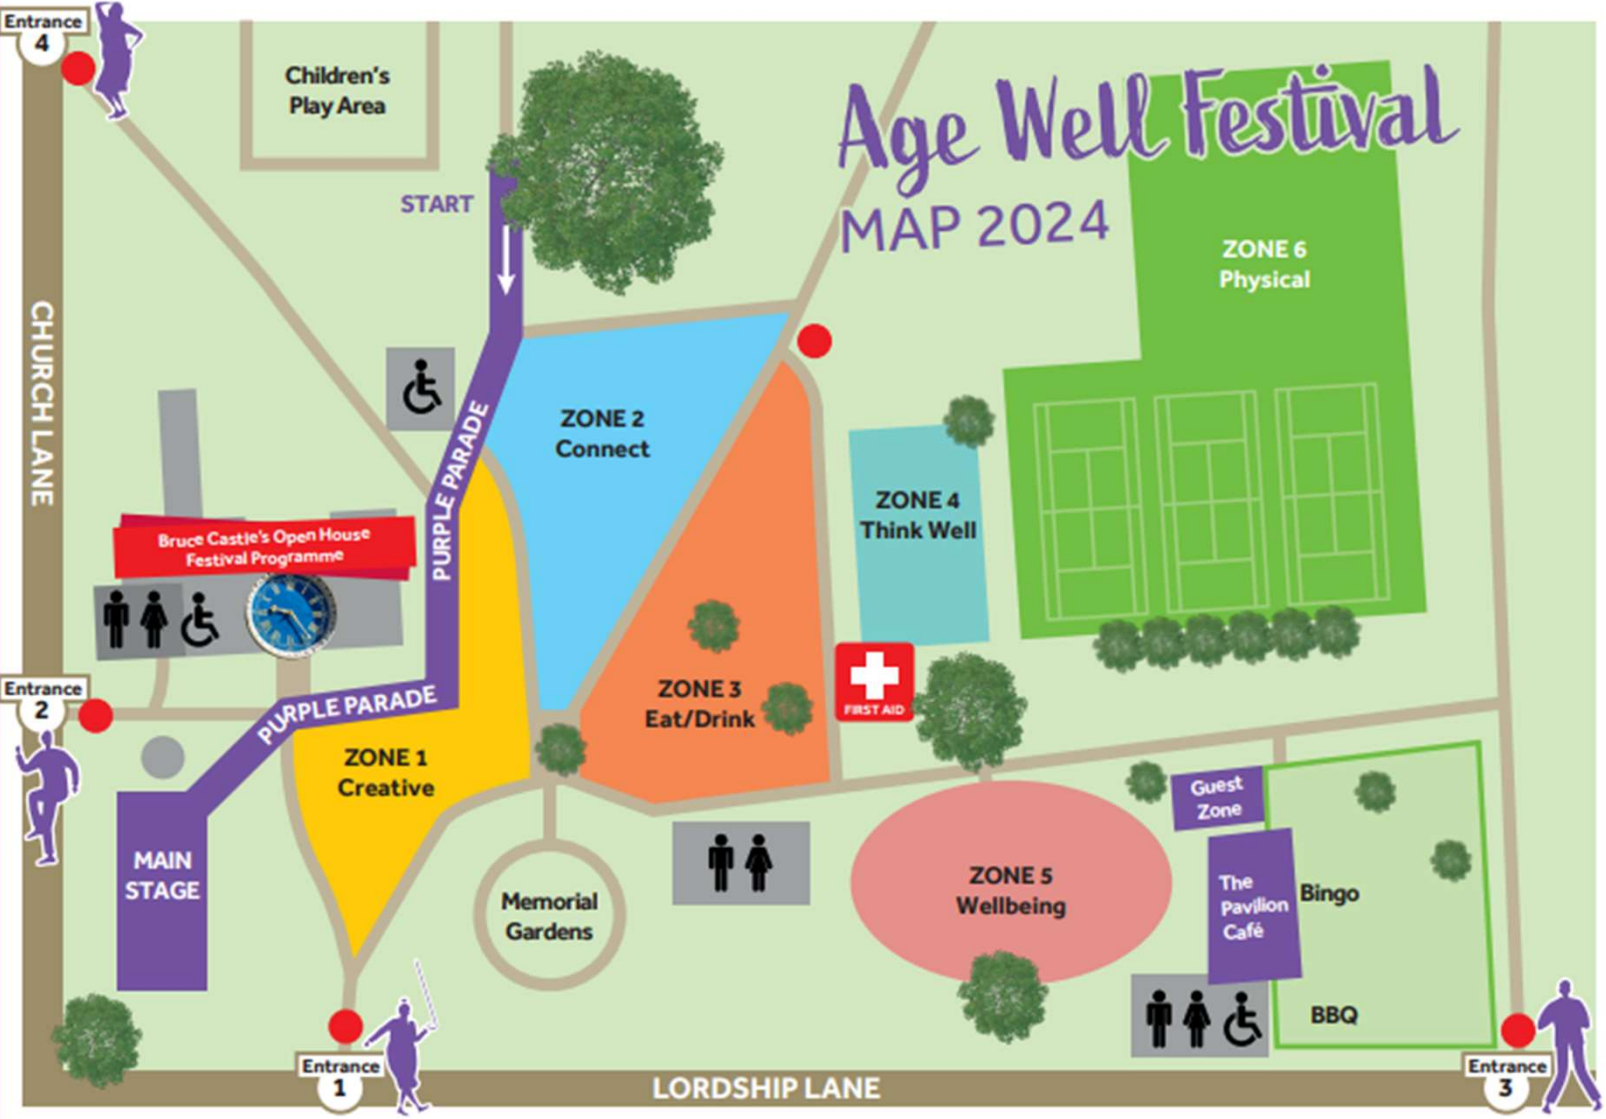 Entrance
4
Children's
Play Area
Age Well Festival
MAP 2024
START
ZONE 6
Physical
CHURCH LANE
PURPLE PARADE
ZONE 2
Connect
ZONE 4
Think Well
Bruce Castle's Open House
Festival Programme
Entrance
2
PURPLE PARADE
ZONE 3
Eat/Drink
FIRST AID
ZONE 1
Creative
Guest
Zone
MAIN
STAGE
Memorial
Gardens
ZONE 5
Wellbeing
The
Pavilion
Café
Bingo
BBQ
Entrance
1
LORDSHIP LANE
Entrance
3